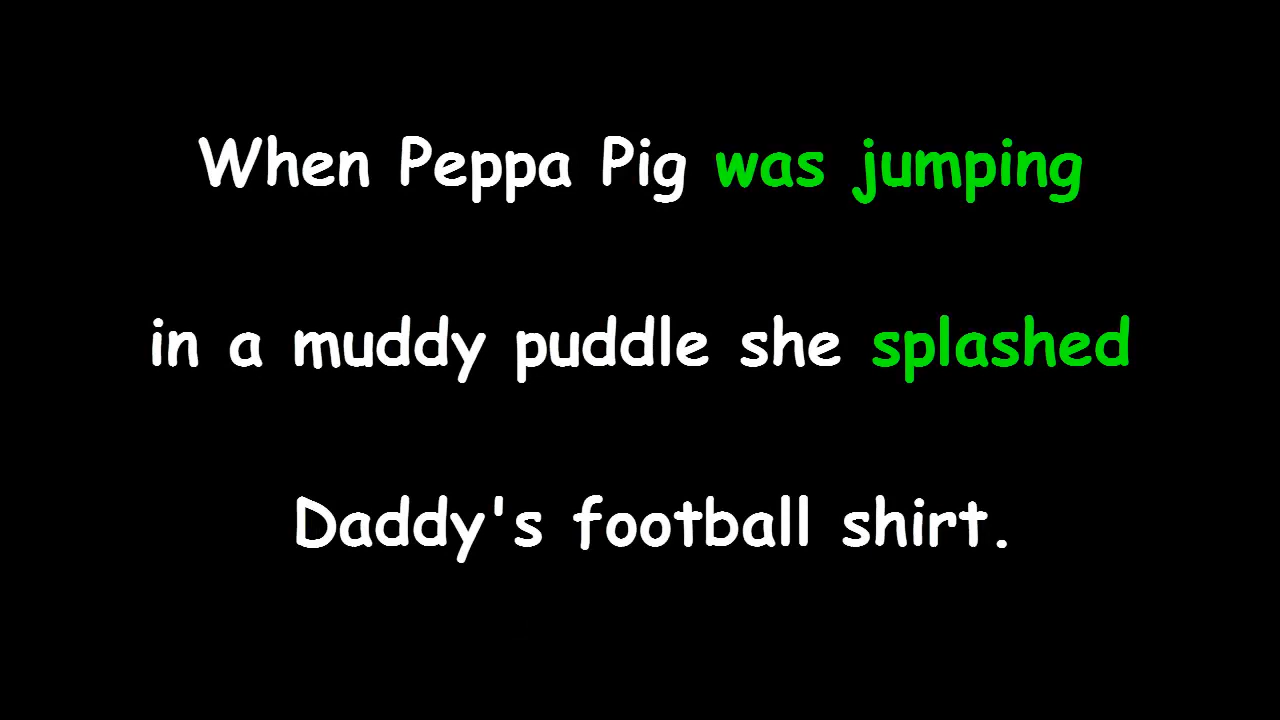 When Peppa Pig was jumping
in a muddy puddle she splashed
Daddy's football shirt.